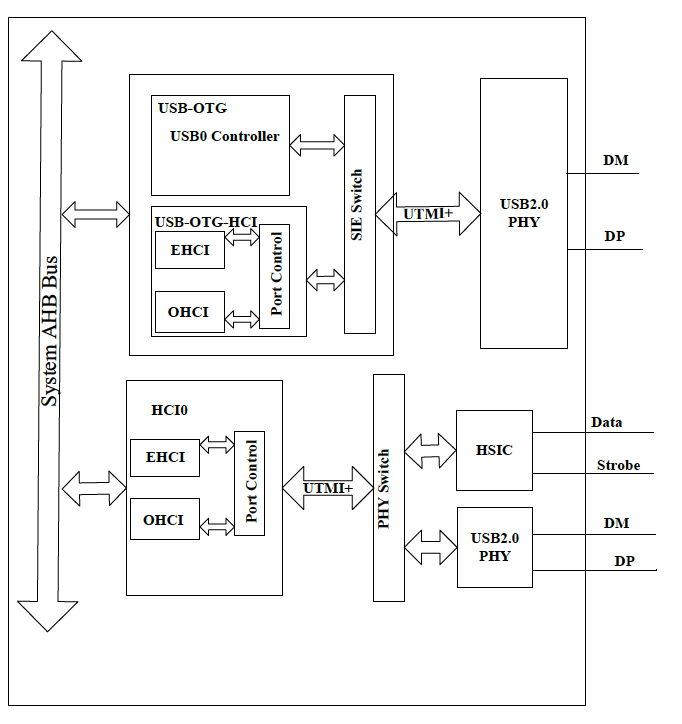 System AHB Bus
USB-OTG
USB0 Controller
USB-OTG-HCI
EHCI
OHCI
Port Control
SIE Switch
UTMI+
USB2.0
PHY
DM
DP
HCI0
EHCI
OHCI
Port Control
UTMI+
PHY Switch
HSIC
Data
Strobe
USB2.0
PHY
DM
DP